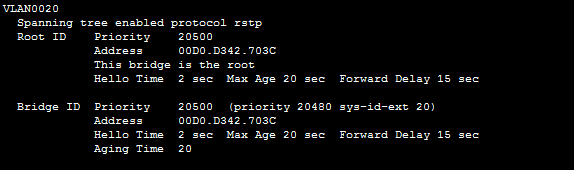 VLAN0020
Spanning tree enabled protocol rstp
Root ID Priority 20500
Address 00D0.D342.703C
This bridge is the root
Hello Time 2 sec Max Age 20 sec Forward Delay 15 sec
Bridge ID Priority 20500 (priority 20480 sys-id-ext 20)
Address 00D0.D342.703C
Hello Time 2 sec Max Age 20 sec Forward Delay 15 sec
Aging Time 20